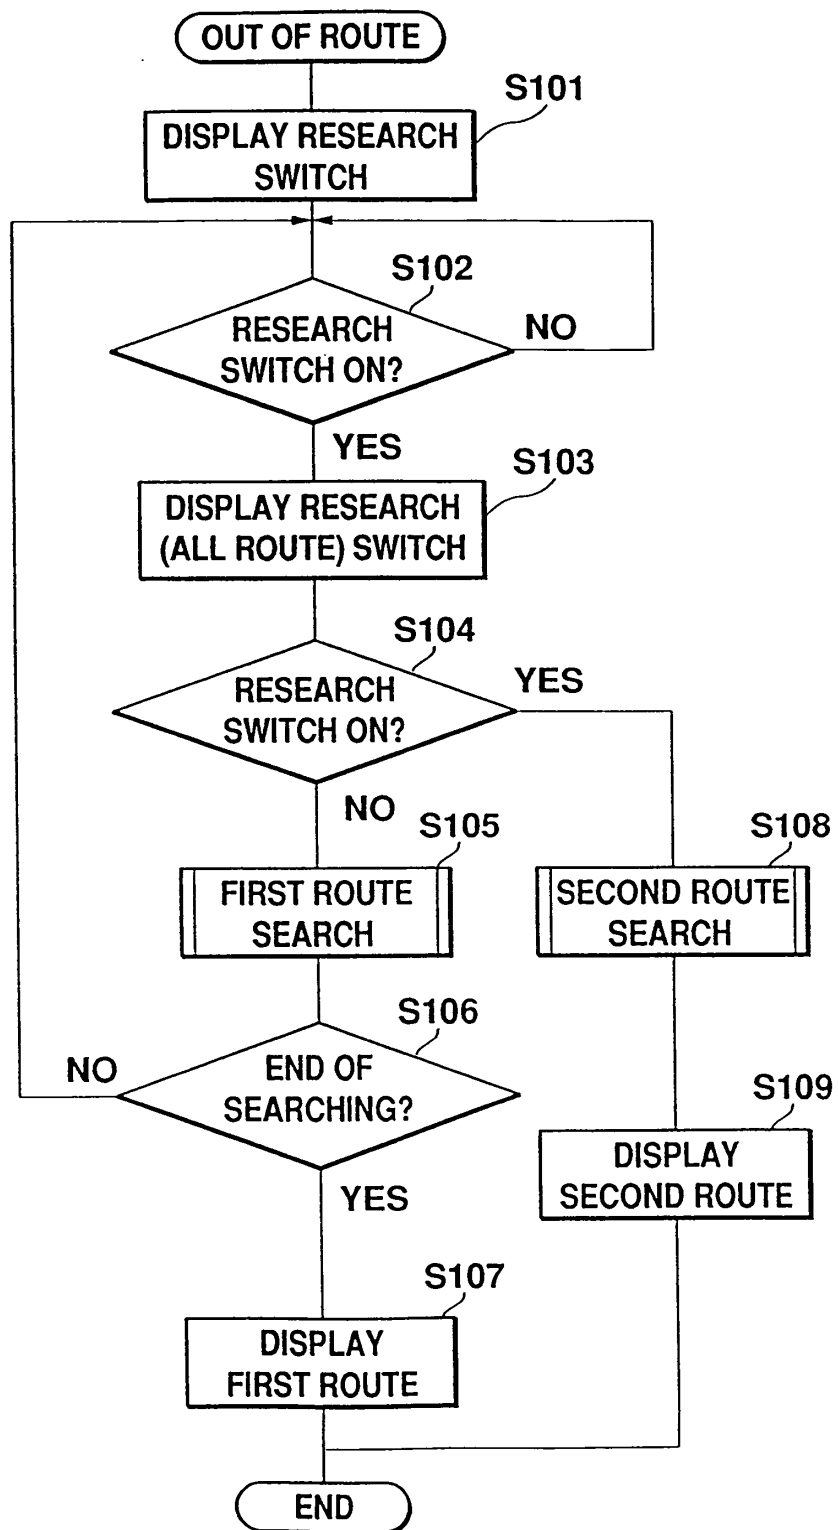 OUT OF ROUTE
S101
DISPLAY RESEARCH
SWITCH
S102
RESEARCH
SWITCH ON?
NO
YES
S103
DISPLAY RESEARCH
(ALL ROUTE) SWITCH
S104
RESEARCH
SWITCH ON?
YES
NO
S105
FIRST ROUTE
SEARCH
S108
SECOND ROUTE
SEARCH
S106
END OF
SEARCHING?
NO
YES
S109
DISPLAY
SECOND ROUTE
S107
DISPLAY
FIRST ROUTE
END